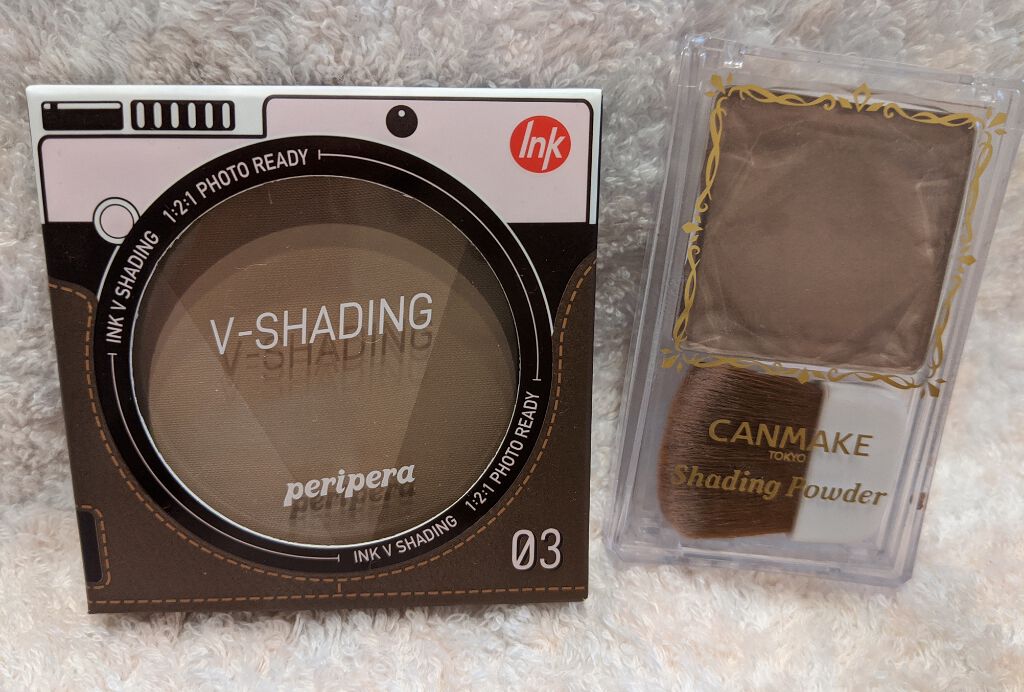 Ink
INK V SHADING 1:2:1 PHOTO READY
V-SHADING
peripera
INK V SHADING 1:2:1 PHOTO READY
03
CANMAKE
TOKYO
Shading Powder